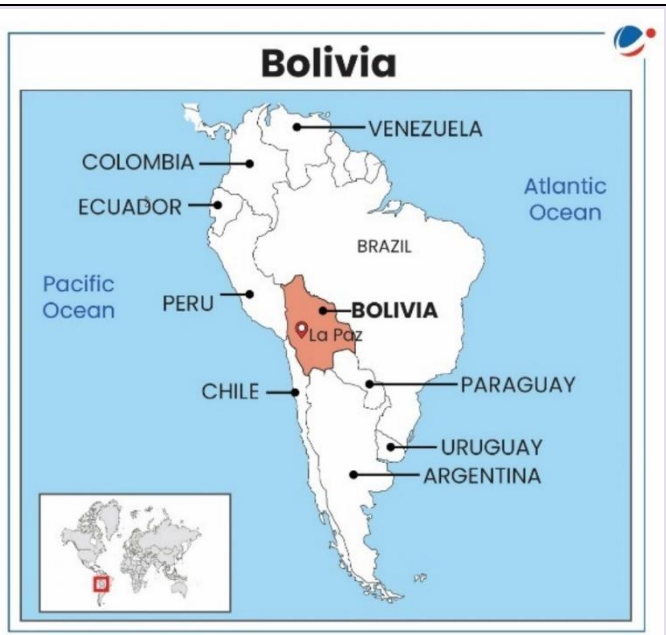 Bolivia
VENEZUELA
COLOMBIA
ECUADOR
Atlantic
Ocean
BRAZIL
Pacific
Ocean
PERU
BOLIVIA
La Paz
CHILE
PARAGUAY
URUGUAY
ARGENTINA